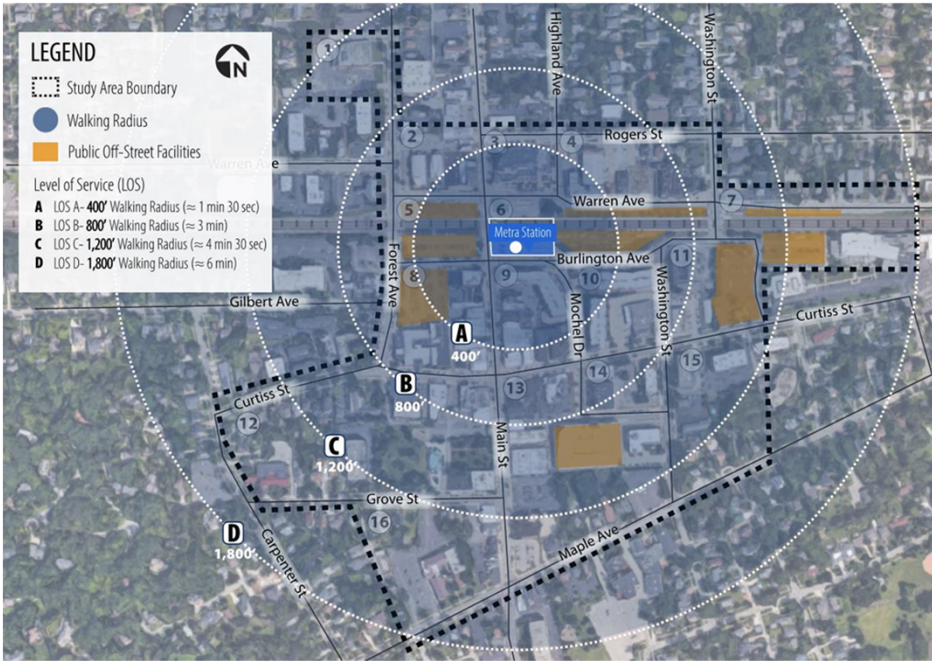 LEGEND
N
Study Area Boundary
Walking Radius
Public Off-Street Facilities
Level of Service (LOS)
A LOS A- 400’ Walking Radius (≈ 1 min 30 sec)
B LOS B- 800’ Walking Radius (≈ 3 min)
C LOS C- 1,200’ Walking Radius (≈ 4 min 30 sec)
D LOS D- 1,800’ Walking Radius (≈ 6 min)
Highland Ave
Washington St
1
2
3
4
Rogers St
Warren Ave
Warren Ave
5
6
7
Metra Station
Forest Ave
Burlington Ave
8
9
10
11
Gilbert Ave
Mochel Dr
Washington St
Curtiss St
A
400’
B
800’
13
14
15
Curtiss St
12
C
1,200’
Main St
Grove St
16
D
1,800’
Carpenter St
Maple Ave